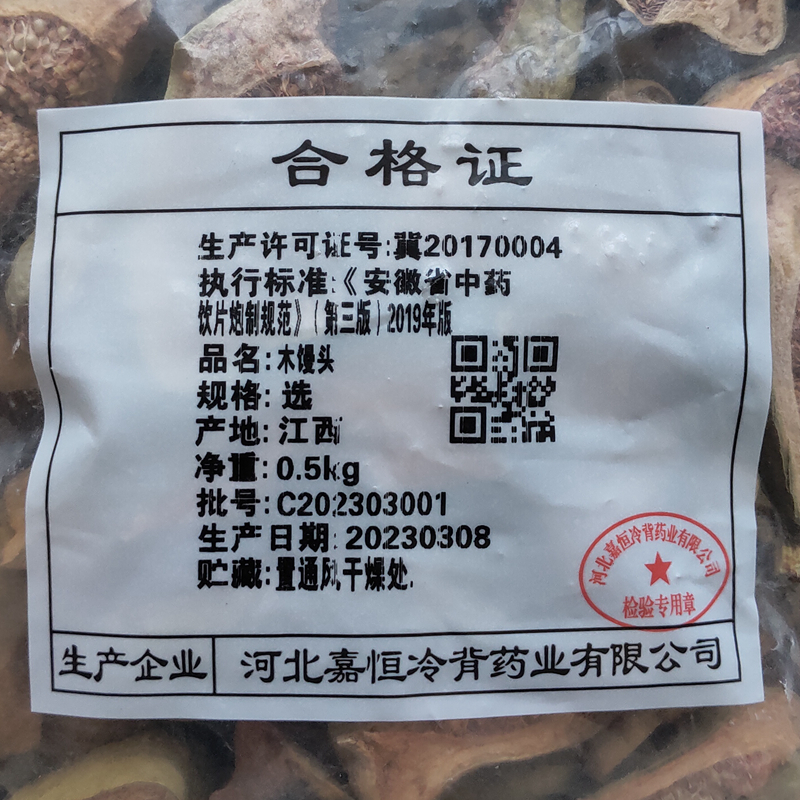 合格证
生产许可证号:冀20170004
执行标准:《安徽省中药
饮片炮制规范》(第三版)2019年版
品名:木馒头
规格:选
产地:江西
净重:0.5kg
批号:C202303001
生产日期:20230308
贮藏:置通风干燥处.
河北嘉恒冷背药业有限公司
检验专用章
生产企业 河北嘉恒冷背药业有限公司